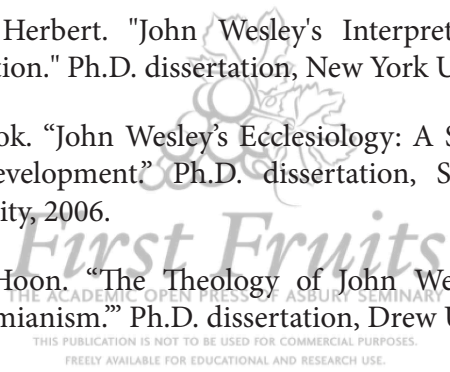 Herbert. "John Wesley's Interpret
tion." Ph.D. dissertation, New York U
ok. “John Wesley’s Ecclesiology: A S
evelopment.” Ph.D. dissertation, S
ity, 2006.
First Fruits
Hoon. “The Theology of John We
THE ACADEMIC OPEN PRESS OF ASBURY SEMINARY
mianism.’” Ph.D. dissertation, Drew U
THIS PUBLICATION IS NOT TO BE USED FOR COMMERCIAL PURPOSES.
FREELY AVAILABLE FOR EDUCATIONAL AND RESEARCH USE.